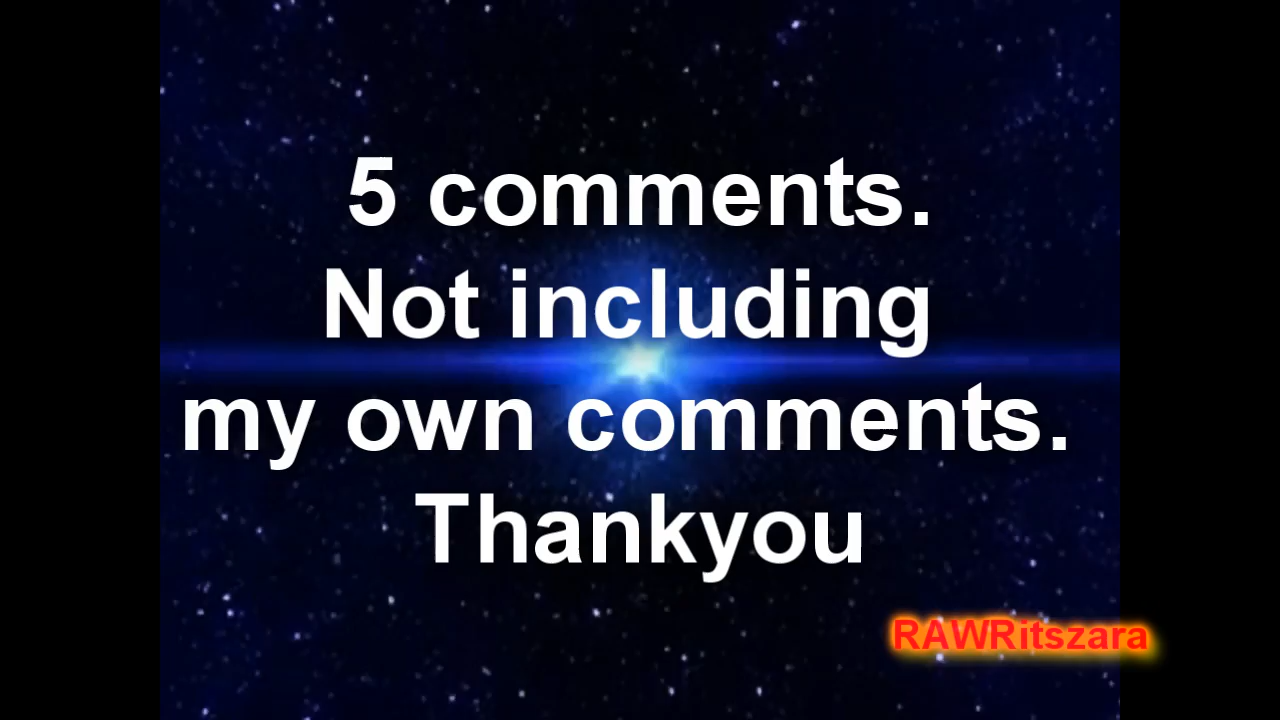 5 comments.
Not including
my own comments.
Thankyou
RAWRitszara